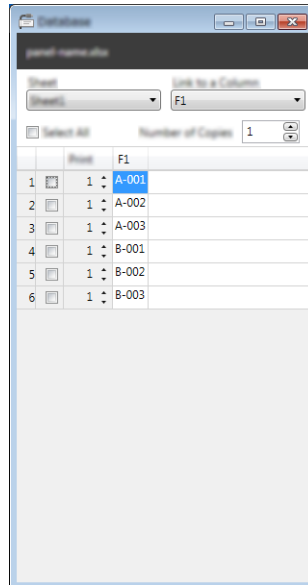 Database
panel-name.xlsx
Sheet Link to a Column
Sheet1 F1
Select All Number of Copies 1
Print F1
1 1 A-001
2 1 A-002
3 1 A-003
4 1 B-001
5 1 B-002
6 1 B-003